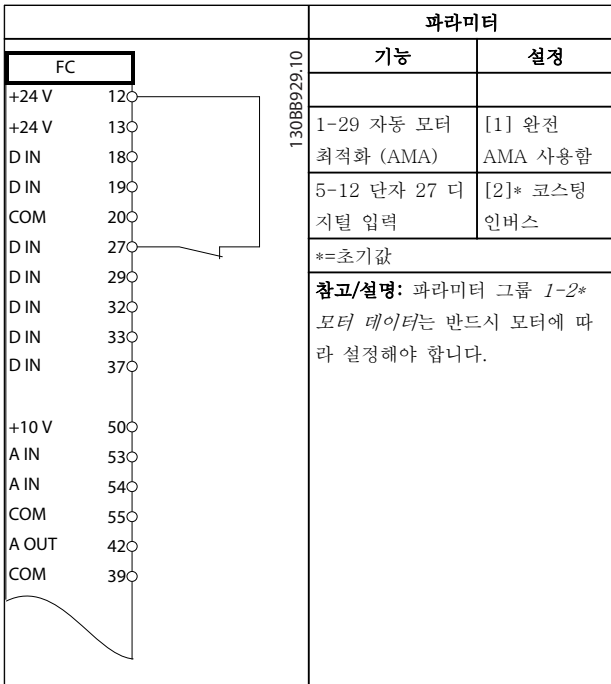 파라미터
FC
+24 V 12
+24 V 13
D IN 18
D IN 19
COM 20
D IN 27
D IN 29
D IN 32
D IN 33
D IN 37
+10 V 50
A IN 53
A IN 54
COM 55
A OUT 42
COM 39
130BB929.10
기능 설정
1-29 자동 모터 [1] 완전
최적화 (AMA) AMA 사용함
5-12 단자 27 디 [2]* 코스팅
지털 입력 인버스
*=초기값
참고/설명: 파라미터 그룹 1-2*
모터 데이터는 반드시 모터에 따
라 설정해야 합니다.